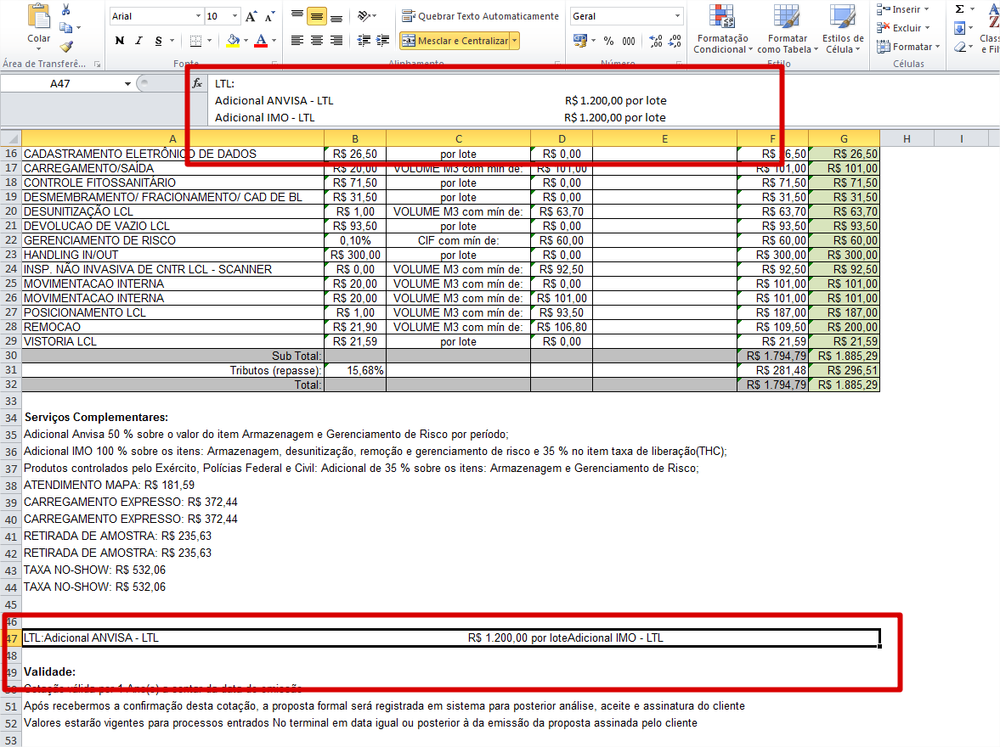 Arial 10 Quebrar Texto Automaticamente Geral Inserir Σ
Colar N I S Mesclar e Centralizar % 000 Formatação Condicional Formatar como Tabela Estilos de Célula Excluir
Formatar
Área de Transferê... Fonte Alinhamento Número Estilo Células
A47 fx LTL:
Adicional ANVISA - LTL R$ 1.200,00 por lote
Adicional IMO - LTL R$ 1.200,00 por lote
A B C D E F G H I
16 CADASTRAMENTO ELETRÔNICO DE DADOS R$ 26,50 por lote R$ 0,00 R$ 26,50 R$ 26,50
17 CARREGAMENTO/SAÍDA R$ 20,00 VOLUME M3 com mín de: R$ 101,00 R$ 101,00 R$ 101,00
18 CONTROLE FITOSSANITÁRIO R$ 71,50 por lote R$ 0,00 R$ 71,50 R$ 71,50
19 DESMEMBRAMENTO/ FRACIONAMENTO/ CAD DE BL R$ 31,50 por lote R$ 0,00 R$ 31,50 R$ 31,50
20 DESUNITIZAÇÃO LCL R$ 1,00 VOLUME M3 com mín de: R$ 63,70 R$ 63,70 R$ 63,70
21 DEVOLUCAO DE VAZIO LCL R$ 93,50 por lote R$ 0,00 R$ 93,50 R$ 93,50
22 GERENCIAMENTO DE RISCO 0,10% CIF com mín de: R$ 60,00 R$ 60,00 R$ 60,00
23 HANDLING IN/OUT R$ 300,00 por lote R$ 0,00 R$ 300,00 R$ 300,00
24 INSP. NÃO INVASIVA DE CNTR LCL - SCANNER R$ 0,00 VOLUME M3 com mín de: R$ 92,50 R$ 92,50 R$ 92,50
25 MOVIMENTACAO INTERNA R$ 20,00 VOLUME M3 com mín de: R$ 0,00 R$ 101,00 R$ 101,00
26 MOVIMENTACAO INTERNA R$ 20,00 VOLUME M3 com mín de: R$ 101,00 R$ 101,00 R$ 101,00
27 POSICIONAMENTO LCL R$ 1,00 VOLUME M3 com mín de: R$ 93,50 R$ 187,00 R$ 187,00
28 REMOCAO R$ 21,90 VOLUME M3 com mín de: R$ 106,80 R$ 109,50 R$ 200,00
29 VISTORIA LCL R$ 21,59 por lote R$ 0,00 R$ 21,59 R$ 21,59
30 Sub Total: R$ 1.794,79 R$ 1.885,29
31 Tributos (repasse): 15,68% R$ 281,48 R$ 296,51
32 Total: R$ 1.794,79 R$ 1.885,29
33
34 Serviços Complementares:
35 Adicional Anvisa 50 % sobre o valor do item Armazenagem e Gerenciamento de Risco por período;
36 Adicional IMO 100 % sobre os itens: Armazenagem, desunitização, remoção e gerenciamento de risco e 35 % no item taxa de liberação(THC);
37 Produtos controlados pelo Exército, Polícias Federal e Civil: Adicional de 35 % sobre os itens: Armazenagem e Gerenciamento de Risco;
38 ATENDIMENTO MAPA: R$ 181,59
39 CARREGAMENTO EXPRESSO: R$ 372,44
40 CARREGAMENTO EXPRESSO: R$ 372,44
41 RETIRADA DE AMOSTRA: R$ 235,63
42 RETIRADA DE AMOSTRA: R$ 235,63
43 TAXA NO-SHOW: R$ 532,06
44 TAXA NO-SHOW: R$ 532,06
45
46
47 LTL:Adicional ANVISA - LTL R$ 1.200,00 por loteAdicional IMO - LTL
48
49 Validade:
50 Cotação válida por 1 Ano(s) a contar da data de emissão
51 Após recebermos a confirmação desta cotação, a proposta formal será registrada em sistema para posterior análise, aceite e assinatura do cliente
52 Valores estarão vigentes para processos entrados No terminal em data igual ou posterior à da emissão da proposta assinada pelo cliente
53